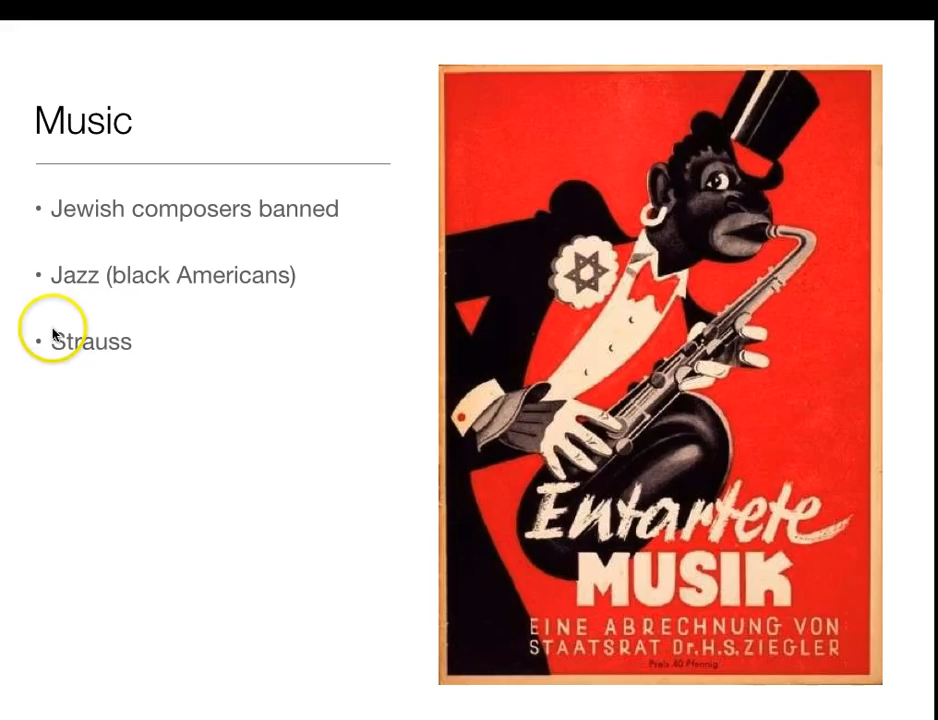 Music
• Jewish composers banned
• Jazz (black Americans)
• Strauss
Entartete
MUSIK
EINE ABRECHNUNG VON
STAATSRAT Dr.H.S.ZIEGLER
Preis 40 Pfennig